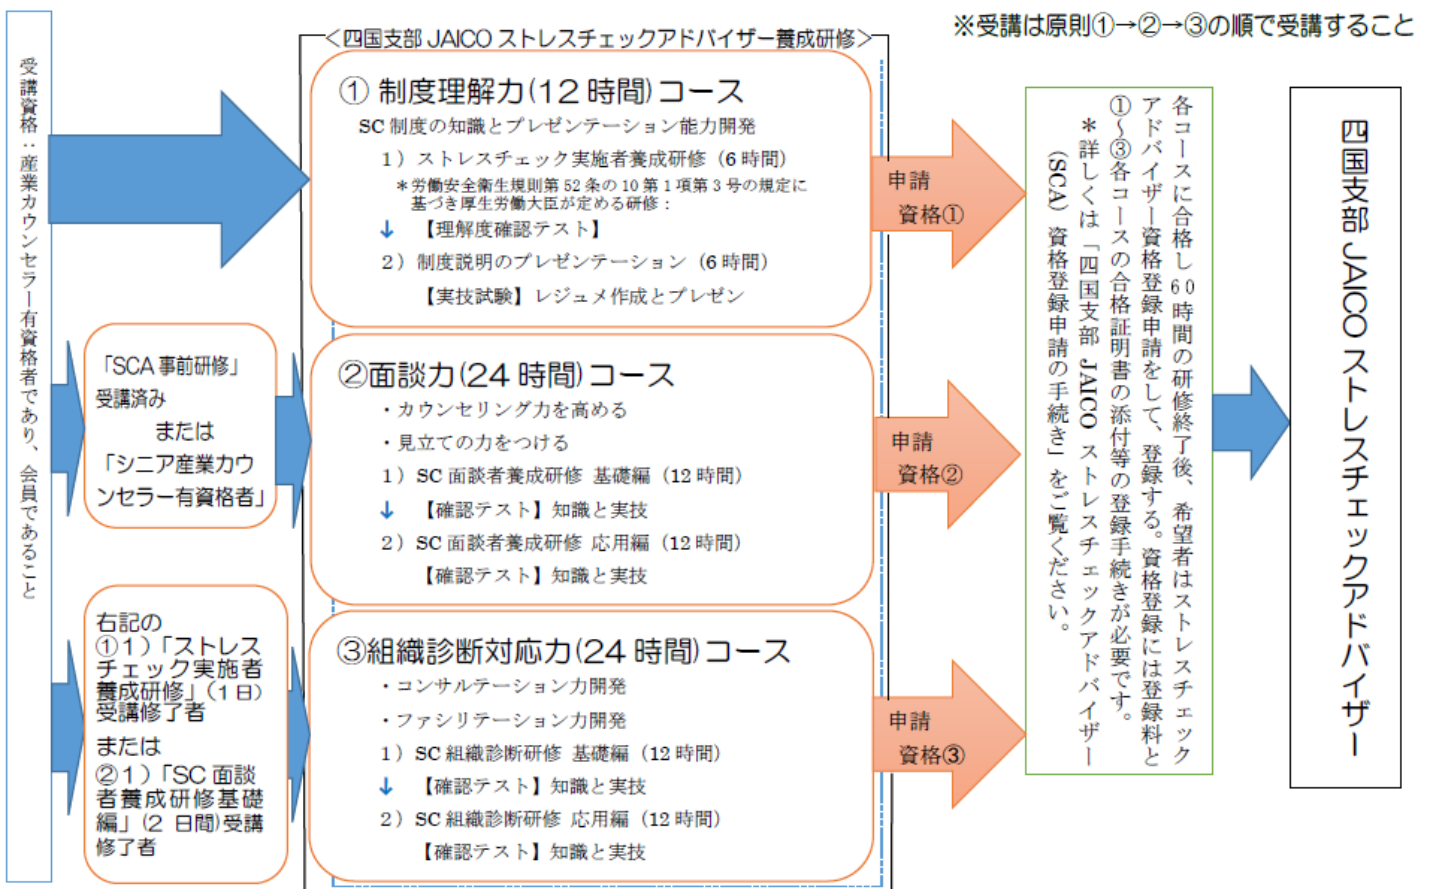 ※受講は原則①→②→③の順で受講すること
受講資格：産業カウンセラー有資格者であり、会員であること
＜四国支部 JAICO ストレスチェックアドバイザー養成研修＞
① 制度理解力(12 時間)コース
SC 制度の知識とプレゼンテーション能力開発
１）ストレスチェック実施者養成研修（6 時間）
＊労働安全衛生規則第 52 条の 10 第 1 項第 3 号の規定に
基づき厚生労働大臣が定める研修：
↓ 【理解度確認テスト】
２）制度説明のプレゼンテーション（6 時間）
【実技試験】レジュメ作成とプレゼン
申請
資格①
「SCA 事前研修」
受講済み
または
「シニア産業カウ
ンセラー有資格者」
②面談力(24 時間)コース
・カウンセリング力を高める
・見立ての力をつける
１）SC 面談者養成研修 基礎編（12 時間）
↓ 【確認テスト】知識と実技
２）SC 面談者養成研修 応用編（12 時間）
【確認テスト】知識と実技
申請
資格②
右記の
①１）「ストレス
チェック実施者
養成研修」（１日）
受講修了者
または
②１）「SC 面談
者養成研修基礎
編」(２ 日間)受講
修了者
③組織診断対応力(24 時間)コース
・コンサルテーション力開発
・ファシリテーション力開発
１）SC 組織診断研修 基礎編（12 時間）
↓ 【確認テスト】知識と実技
２）SC 組織診断研修 応用編（12 時間）
【確認テスト】知識と実技
申請
資格③
各コースに合格し60時間の研修終了後、希望者はストレスチェック
アドバイザー資格登録申請をして、登録する。資格登録には登録料と
①～③各コースの合格証明書の添付等の登録手続きが必要です。
＊詳しくは「四国支部 JAICO ストレスチェックアドバイザー
（SCA）資格登録申請の手続き」をご覧ください。
四国支部 JAICO ストレスチェックアドバイザー